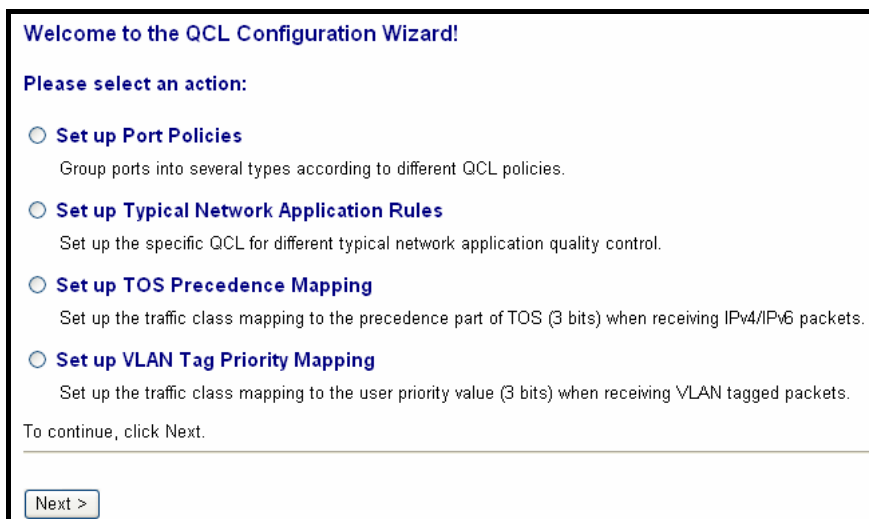 Welcome to the QCL Configuration Wizard!
Please select an action:
Set up Port Policies
Group ports into several types according to different QCL policies.
Set up Typical Network Application Rules
Set up the specific QCL for different typical network application quality control.
Set up TOS Precedence Mapping
Set up the traffic class mapping to the precedence part of TOS (3 bits) when receiving IPv4/IPv6 packets.
Set up VLAN Tag Priority Mapping
Set up the traffic class mapping to the user priority value (3 bits) when receiving VLAN tagged packets.
To continue, click Next.
Next >